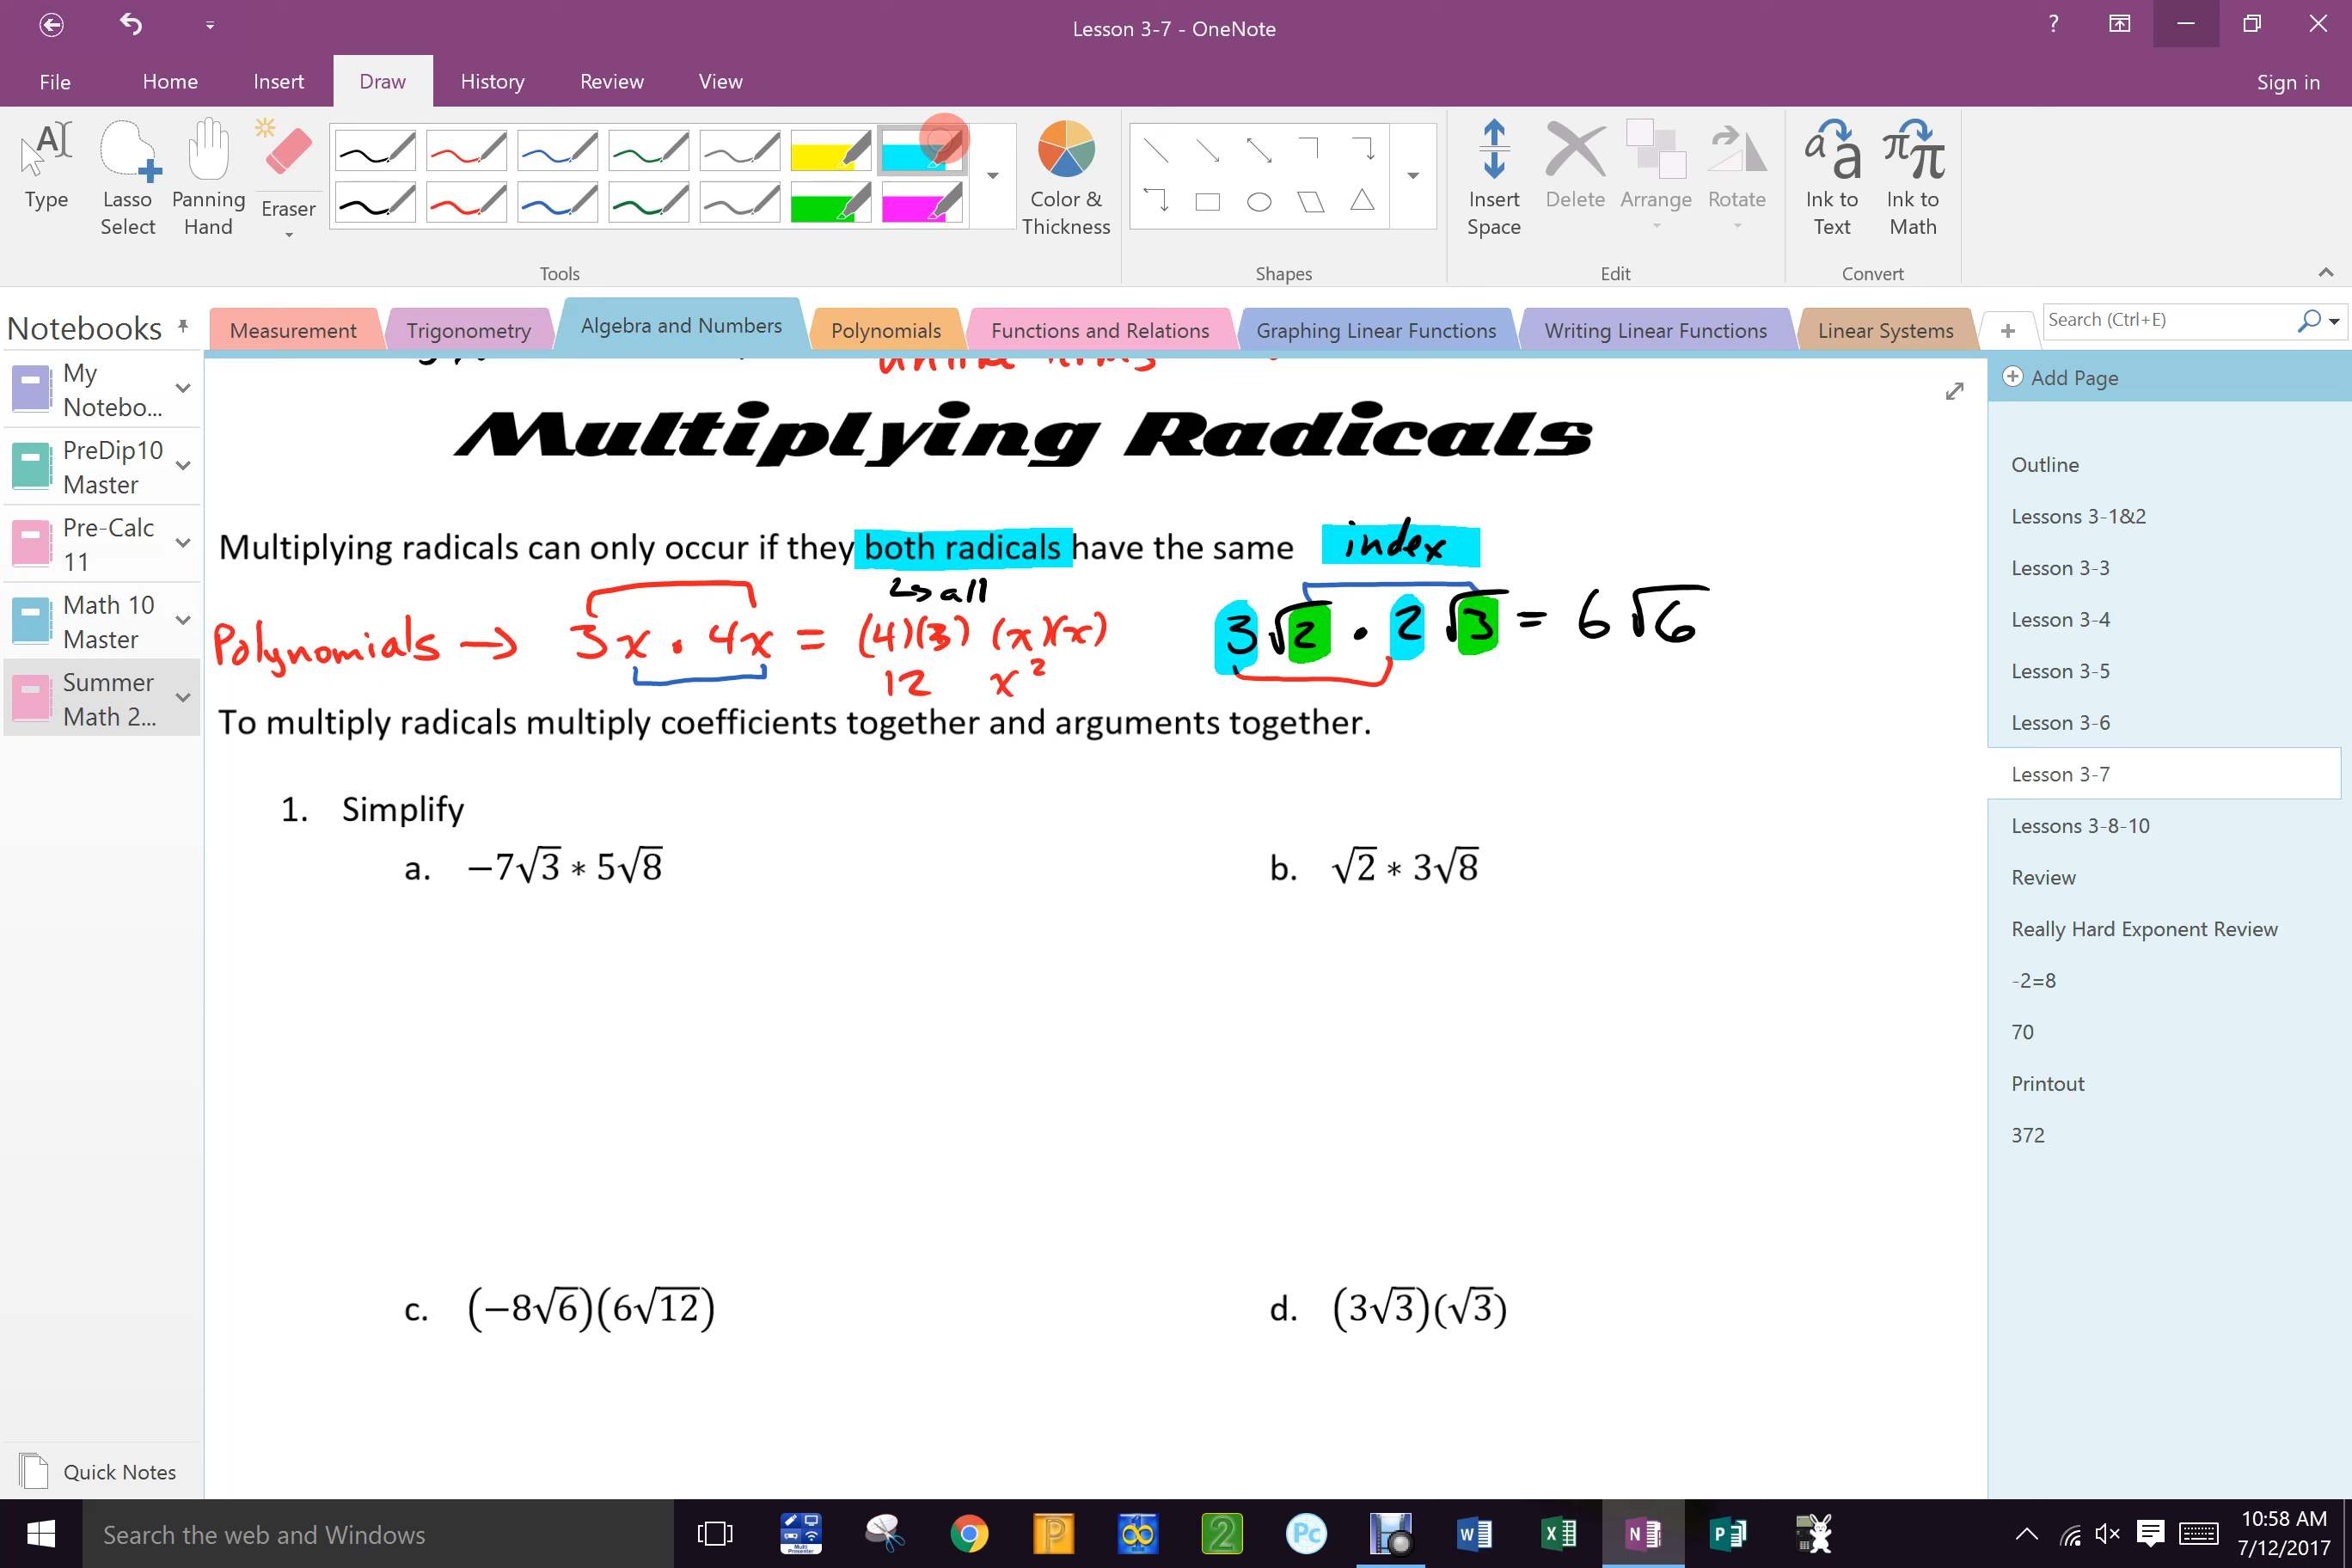 Lesson 3-7 - OneNote
?
File Home Insert Draw History Review View Sign in
Type
Lasso Select
Panning Hand
Eraser
Color & Thickness
Insert Space
Delete
Arrange
Rotate
Ink to Text
Ink to Math
Tools Shapes Edit Convert
Notebooks
Measurement Trigonometry Algebra and Numbers Polynomials Functions and Relations Graphing Linear Functions Writing Linear Functions Linear Systems +
Search (Ctrl+E)
My Notebo...
PreDip10 Master
Pre-Calc 11
Math 10 Master
Summer Math 2...
Quick Notes
Multiplying Radicals
Multiplying radicals can only occur if they both radicals have the same index
↳ all
Polynomials → 3x · 4x = (4)(3) (x)(x)
12 x²
3√2 · 2√3 = 6√6
To multiply radicals multiply coefficients together and arguments together.
1. Simplify
a. −7√3 ∗ 5√8
b. √2 ∗ 3√8
c. (−8√6)(6√12)
d. (3√3)(√3)
Add Page
Outline
Lessons 3-1&2
Lesson 3-3
Lesson 3-4
Lesson 3-5
Lesson 3-6
Lesson 3-7
Lessons 3-8-10
Review
Really Hard Exponent Review
-2=8
70
Printout
372
Search the web and Windows
10:58 AM
7/12/2017